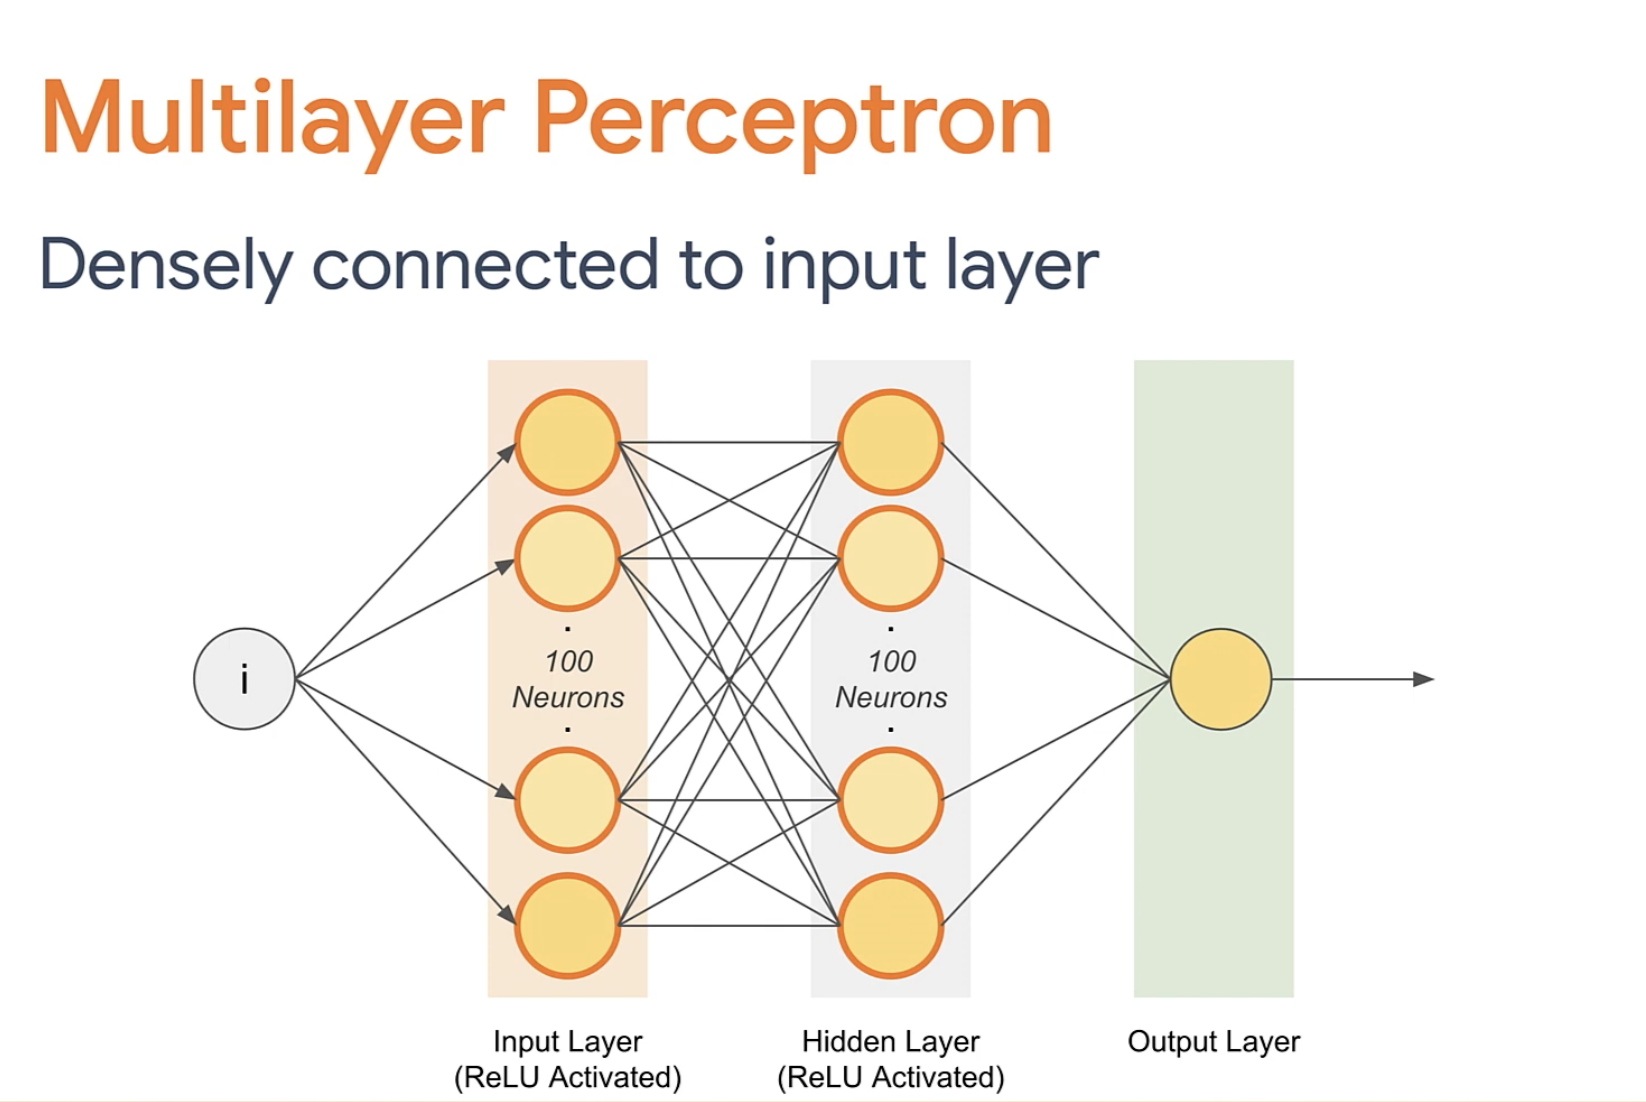 Multilayer Perceptron
Densely connected to input layer
i
.
100
Neurons
.
.
100
Neurons
.
Input Layer
(ReLU Activated)
Hidden Layer
(ReLU Activated)
Output Layer